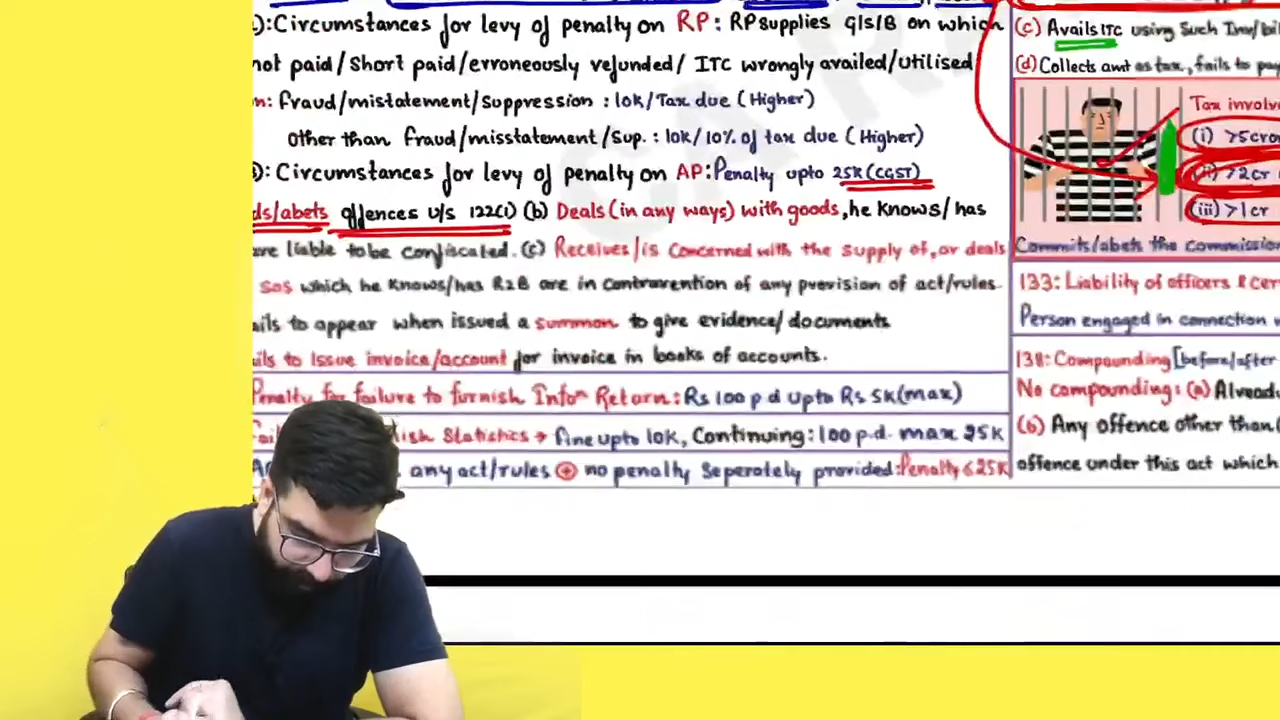 ): Circumstances for levy of penalty on RP: RP supplies G/S/B on which
not paid/short paid/erroneously refunded/ ITC wrongly availed/utilised
n: fraud/mistatement/suppression : 10k/Tax due (Higher)
Other than fraud/misstatement/sup. : 10k/10% of tax due (Higher)
): Circumstances for levy of penalty on AP: Penalty upto 25K (CGST)
ds/abets offences u/s 122(1) (b) Deals (in any ways) with goods, he knows/has
are liable to be confiscated. (c) Receives/is concerned with the supply of, or deals
SOS which he knows/has R2B are in contravention of any provision of act/rules.
ails to appear when issued a summon to give evidence/documents
ils to issue invoice/account for invoice in books of accounts.
Penalty for failure to furnish Infoⁿ Return: Rs 100 p.d upto Rs 5K(max)
ish Statistics → fine upto 10k, Continuing: 100 p.d. max 25K
any act/rules ⊕ no penalty seperately provided: Penalty ≤ 25K
(c) Avails ITC using such Inv/bil
(d) Collects amt as tax, fails to pay
Tax involv
(i) >5cro
(ii) >2cr
(iii) >1cr
Commits/abets the commission
133: Liability of officers & cer
Person engaged in connection
138: Compounding [before/after
No compounding: (a) Alread
(b) Any offence other than (
offence under this act which